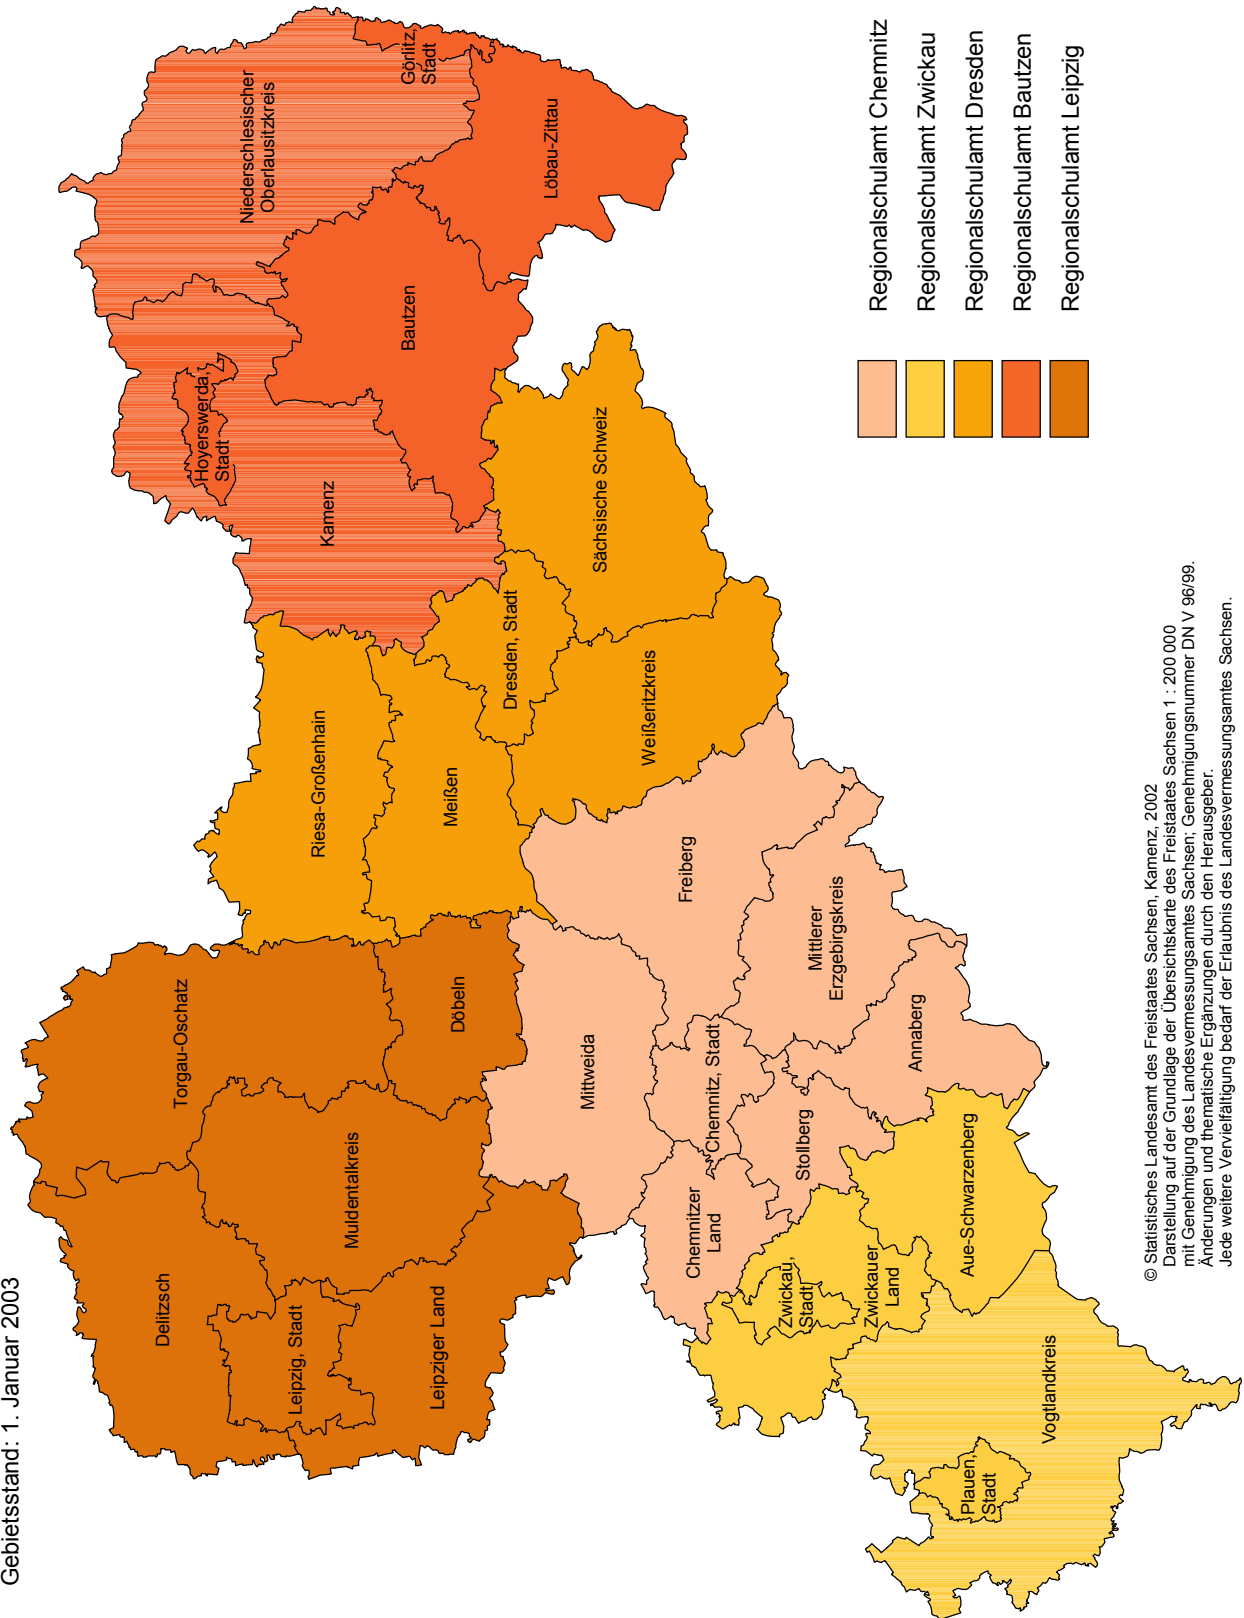 Gebietsstand: 1. Januar 2003
Delitzsch
Torgau-Oschatz
Leipzig, Stadt
Muldentalkreis
Leipziger Land
Döbeln
Riesa-Großenhain
Meißen
Dresden, Stadt
Weißeritzkreis
Sächsische Schweiz
Kamenz
Hoyerswerda,
Stadt
Bautzen
Niederschlesischer
Oberlausitzkreis
Görlitz,
Stadt
Löbau-Zittau
Mittweida
Freiberg
Chemnitz, Stadt
Chemnitzer
Land
Stollberg
Mittlerer
Erzgebirgskreis
Annaberg
Zwickau,
Stadt
Zwickauer
Land
Aue-Schwarzenberg
Plauen,
Stadt
Vogtlandkreis
Regionalschulamt Chemnitz
Regionalschulamt Zwickau
Regionalschulamt Dresden
Regionalschulamt Bautzen
Regionalschulamt Leipzig
© Statistisches Landesamt des Freistaates Sachsen, Kamenz, 2002
Darstellung auf der Grundlage der Übersichtskarte des Freistaates Sachsen 1 : 200 000
mit Genehmigung des Landesvermessungsamtes Sachsen; Genehmigungsnummer DN V 96/99.
Änderungen und thematische Ergänzungen durch den Herausgeber.
Jede weitere Vervielfältigung bedarf der Erlaubnis des Landesvermessungsamtes Sachsen.